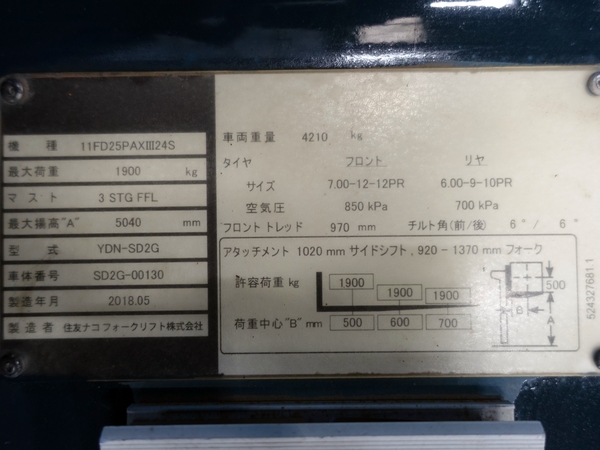 機 種 11FD25PAXⅢ24S
最大荷重 1900 kg
マスト 3 STG FFL
最大揚高"A" 5040 mm
型 式 YDN-SD2G
車体番号 SD2G-00130
製造年月 2018.05
製造者 住友ナコフォークリフト株式会社
車両重量 4210 kg
タイヤ フロント リヤ
サイズ 7.00-12-12PR 6.00-9-10PR
空気圧 850 kPa 700 kPa
フロントトレッド 970 mm チルト角(前/後) 6°/ 6°
アタッチメント 1020 mm サイドシフト, 920 - 1370 mm フォーク
許容荷重 kg 1900 1900 1900
荷重中心"B" mm 500 600 700
500
B
A
524327681.1